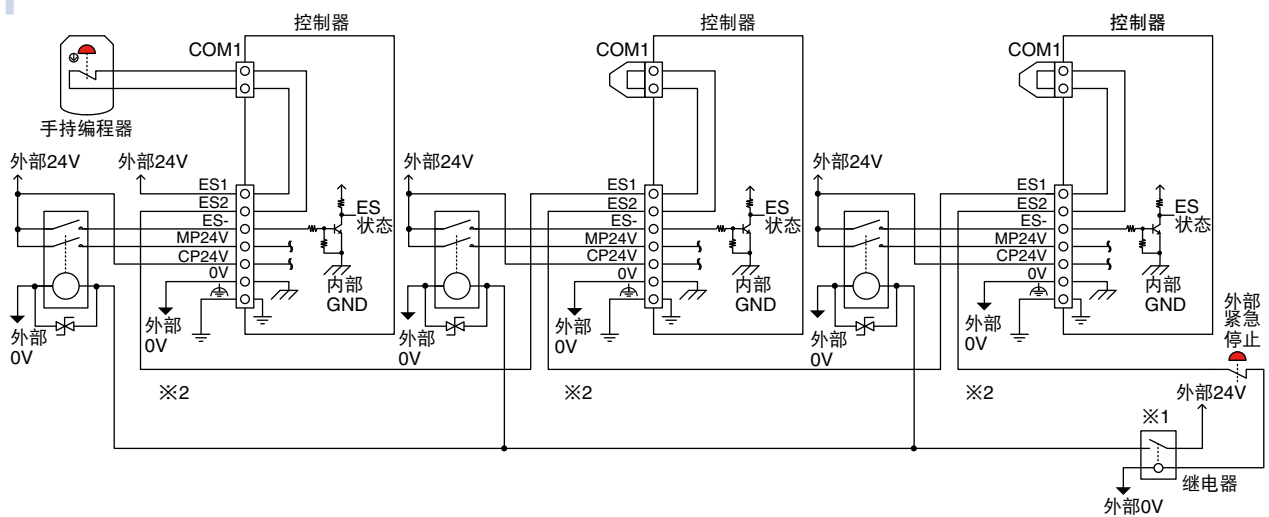 控制器
控制器
控制器
COM1
COM1
COM1
手持编程器
外部24V
外部24V
外部24V
外部24V
ES1
ES2
ES-
MP24V
CP24V
0V
ES
状态
内部
GND
外部
0V
外部
0V
ES1
ES2
ES-
MP24V
CP24V
0V
ES
状态
内部
GND
外部
0V
外部
0V
ES1
ES2
ES-
MP24V
CP24V
0V
ES
状态
内部
GND
外部
0V
外部
0V
外部
紧急
停止
※2
※2
※2
外部24V
※1
继电器
外部0V